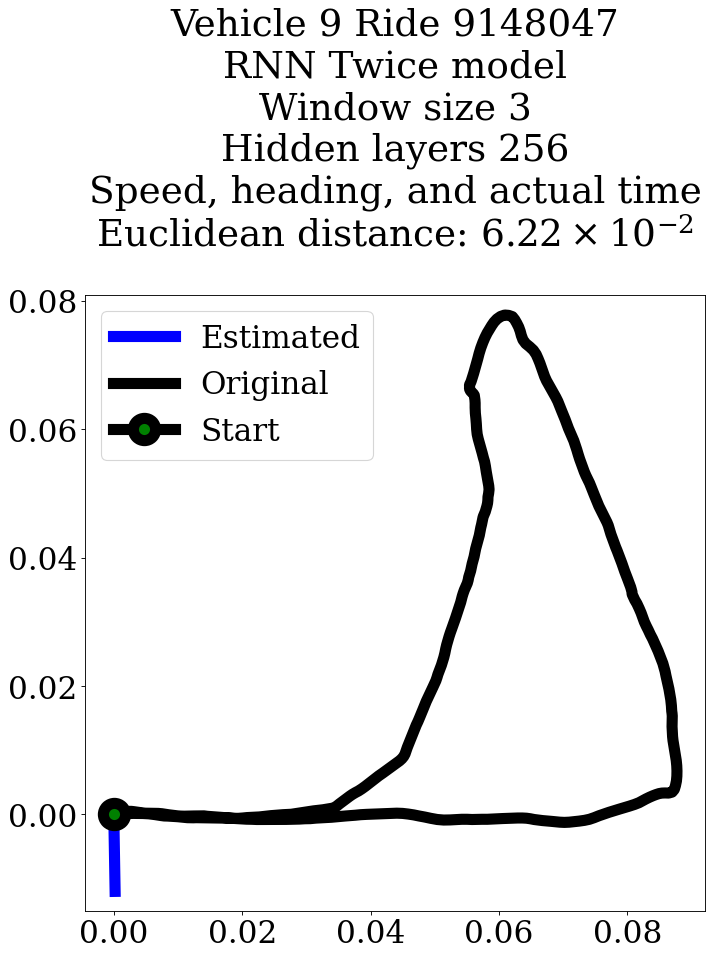 Vehicle 9 Ride 9148047
RNN Twice model
Window size 3
Hidden layers 256
Speed, heading, and actual time
Euclidean distance: 6.22 × 10⁻²
0.08
0.06
0.04
0.02
0.00
Estimated
Original
Start
0.00 0.02 0.04 0.06 0.08